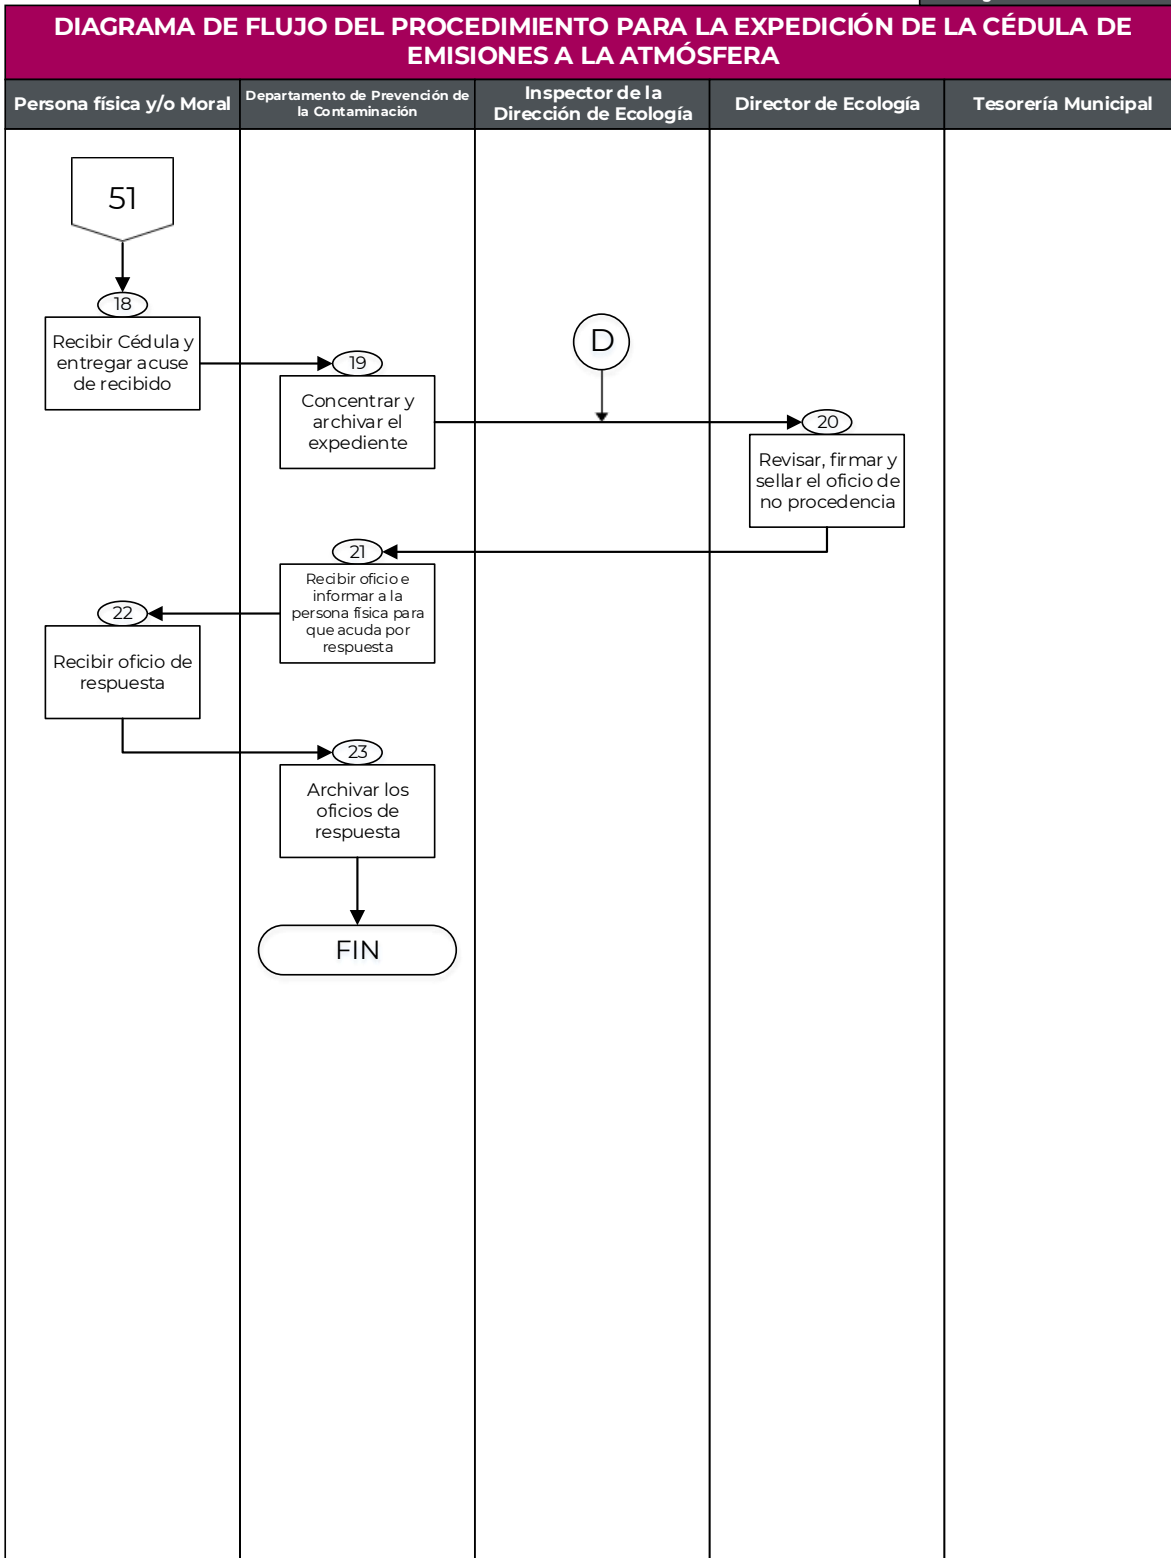 DIAGRAMA DE FLUJO DEL PROCEDIMIENTO PARA LA EXPEDICIÓN DE LA CÉDULA DE
EMISIONES A LA ATMÓSFERA
Persona física y/o Moral
Departamento de Prevención de
la Contaminación
Inspector de la
Dirección de Ecología
Director de Ecología
Tesorería Municipal
51
18
Recibir Cédula y
entregar acuse
de recibido
19
Concentrar y
archivar el
expediente
D
20
Revisar, firmar y
sellar el oficio de
no procedencia
21
Recibir oficio e
informar a la
persona física para
que acuda por
respuesta
22
Recibir oficio de
respuesta
23
Archivar los
oficios de
respuesta
FIN